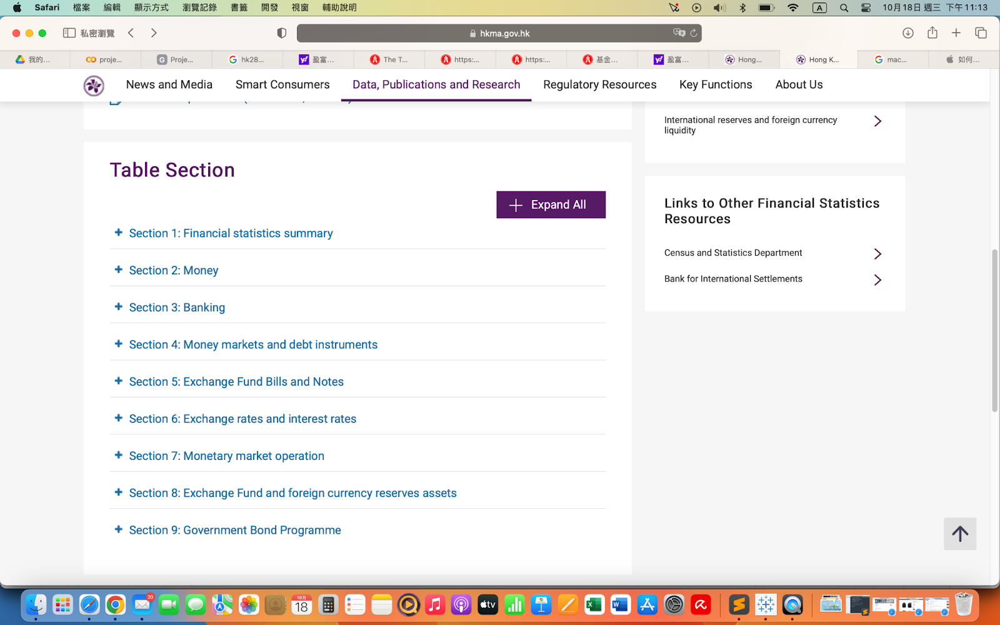 Safari 檔案 編輯 顯示方式 瀏覽記錄 書籤 開發 視窗 輔助說明 A 10月18日 週三 下午11:13
私密瀏覽 hkma.gov.hk
我的... proje... Proje... hk28... 盈富... The T... https:... https:... 基金... 盈富... Hong... Hong K... mac... 如何...
News and Media Smart Consumers Data, Publications and Research Regulatory Resources Key Functions About Us
International reserves and foreign currency
liquidity
Table Section
Expand All
Section 1: Financial statistics summary
Section 2: Money
Section 3: Banking
Section 4: Money markets and debt instruments
Section 5: Exchange Fund Bills and Notes
Section 6: Exchange rates and interest rates
Section 7: Monetary market operation
Section 8: Exchange Fund and foreign currency reserves assets
Section 9: Government Bond Programme
Links to Other Financial Statistics
Resources
Census and Statistics Department
Bank for International Settlements
20
10月
18
tv